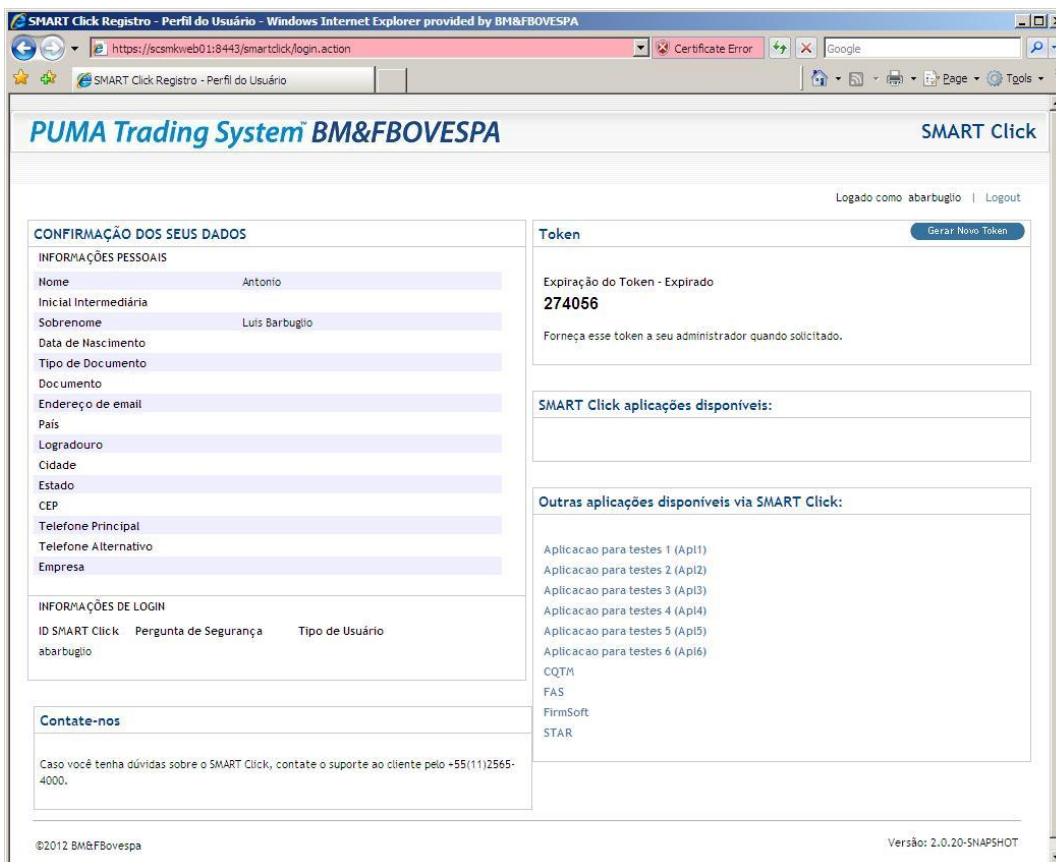 SMART Click Registro - Perfil do Usuário - Windows Internet Explorer provided by BM&FBOVESPA
https://scsmkweb01:8443/smartclick/login.action
Certificate Error
Google
SMART Click Registro - Perfil do Usuário
Page
Tools
PUMA Trading System™ BM&FBOVESPA
SMART Click
Logado como abarbuglio | Logout
CONFIRMAÇÃO DOS SEUS DADOS
INFORMAÇÕES PESSOAIS
Nome Antonio
Inicial Intermediária
Sobrenome Luis Barbuglio
Data de Nascimento
Tipo de Documento
Documento
Endereço de email
País
Logradouro
Cidade
Estado
CEP
Telefone Principal
Telefone Alternativo
Empresa
INFORMAÇÕES DE LOGIN
ID SMART Click Pergunta de Segurança Tipo de Usuário
abarbuglio
Contate-nos
Caso você tenha dúvidas sobre o SMART Click, contate o suporte ao cliente pelo +55(11)2565-
4000.
Token
Gerar Novo Token
Expiração do Token - Expirado
274056
Forneça esse token a seu administrador quando solicitado.
SMART Click aplicações disponíveis:
Outras aplicações disponíveis via SMART Click:
Aplicacao para testes 1 (Apl1)
Aplicacao para testes 2 (Apl2)
Aplicacao para testes 3 (Apl3)
Aplicacao para testes 4 (Apl4)
Aplicacao para testes 5 (Apl5)
Aplicacao para testes 6 (Apl6)
CQTM
FAS
FirmSoft
STAR
©2012 BM&FBovespa
Versão: 2.0.20-SNAPSHOT